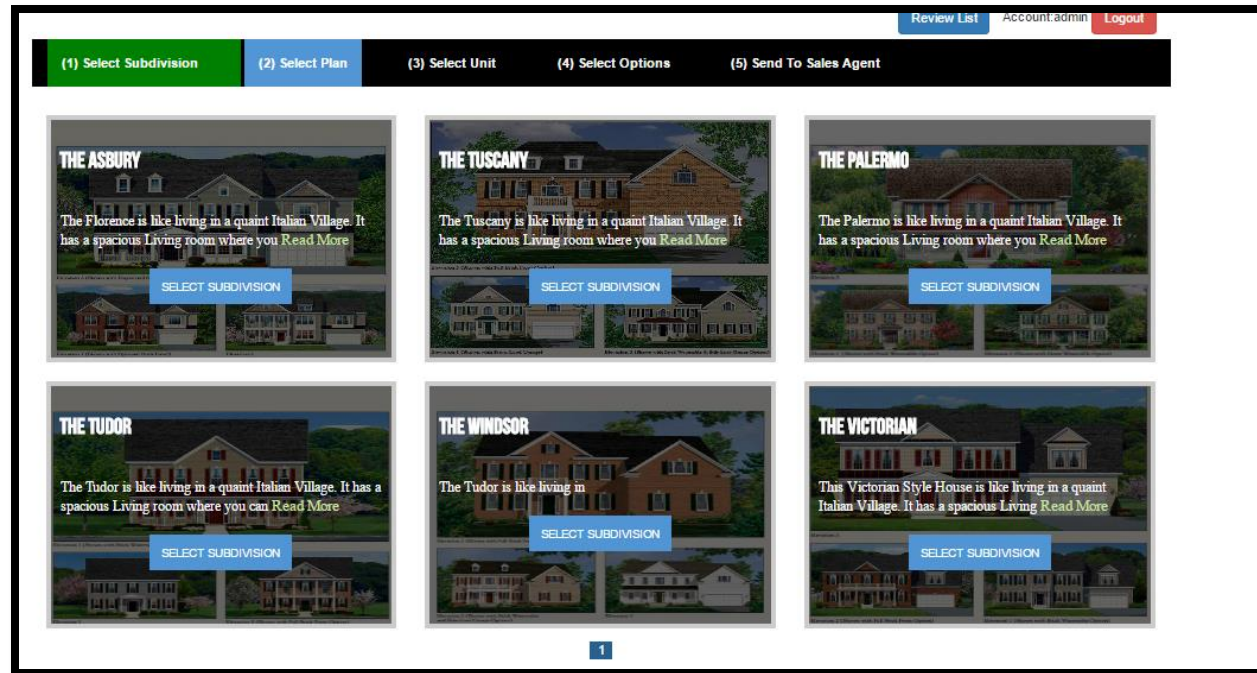 Review List Account:admin Logout
(1) Select Subdivision (2) Select Plan (3) Select Unit (4) Select Options (5) Send To Sales Agent
THE ASBURY
The Florence is like living in a quaint Italian Village. It
has a spacious Living room where you Read More
SELECT SUBDIVISION
THE TUSCANY
The Tuscany is like living in a quaint Italian Village. It
has a spacious Living room where you Read More
SELECT SUBDIVISION
THE PALERMO
The Palermo is like living in a quaint Italian Village. It
has a spacious Living room where you Read More
SELECT SUBDIVISION
THE TUDOR
The Tudor is like living in a quaint Italian Village. It has a
spacious Living room where you can Read More
SELECT SUBDIVISION
THE WINDSOR
The Tudor is like living in
SELECT SUBDIVISION
THE VICTORIAN
This Victorian Style House is like living in a quaint
Italian Village. It has a spacious Living Read More
SELECT SUBDIVISION
1